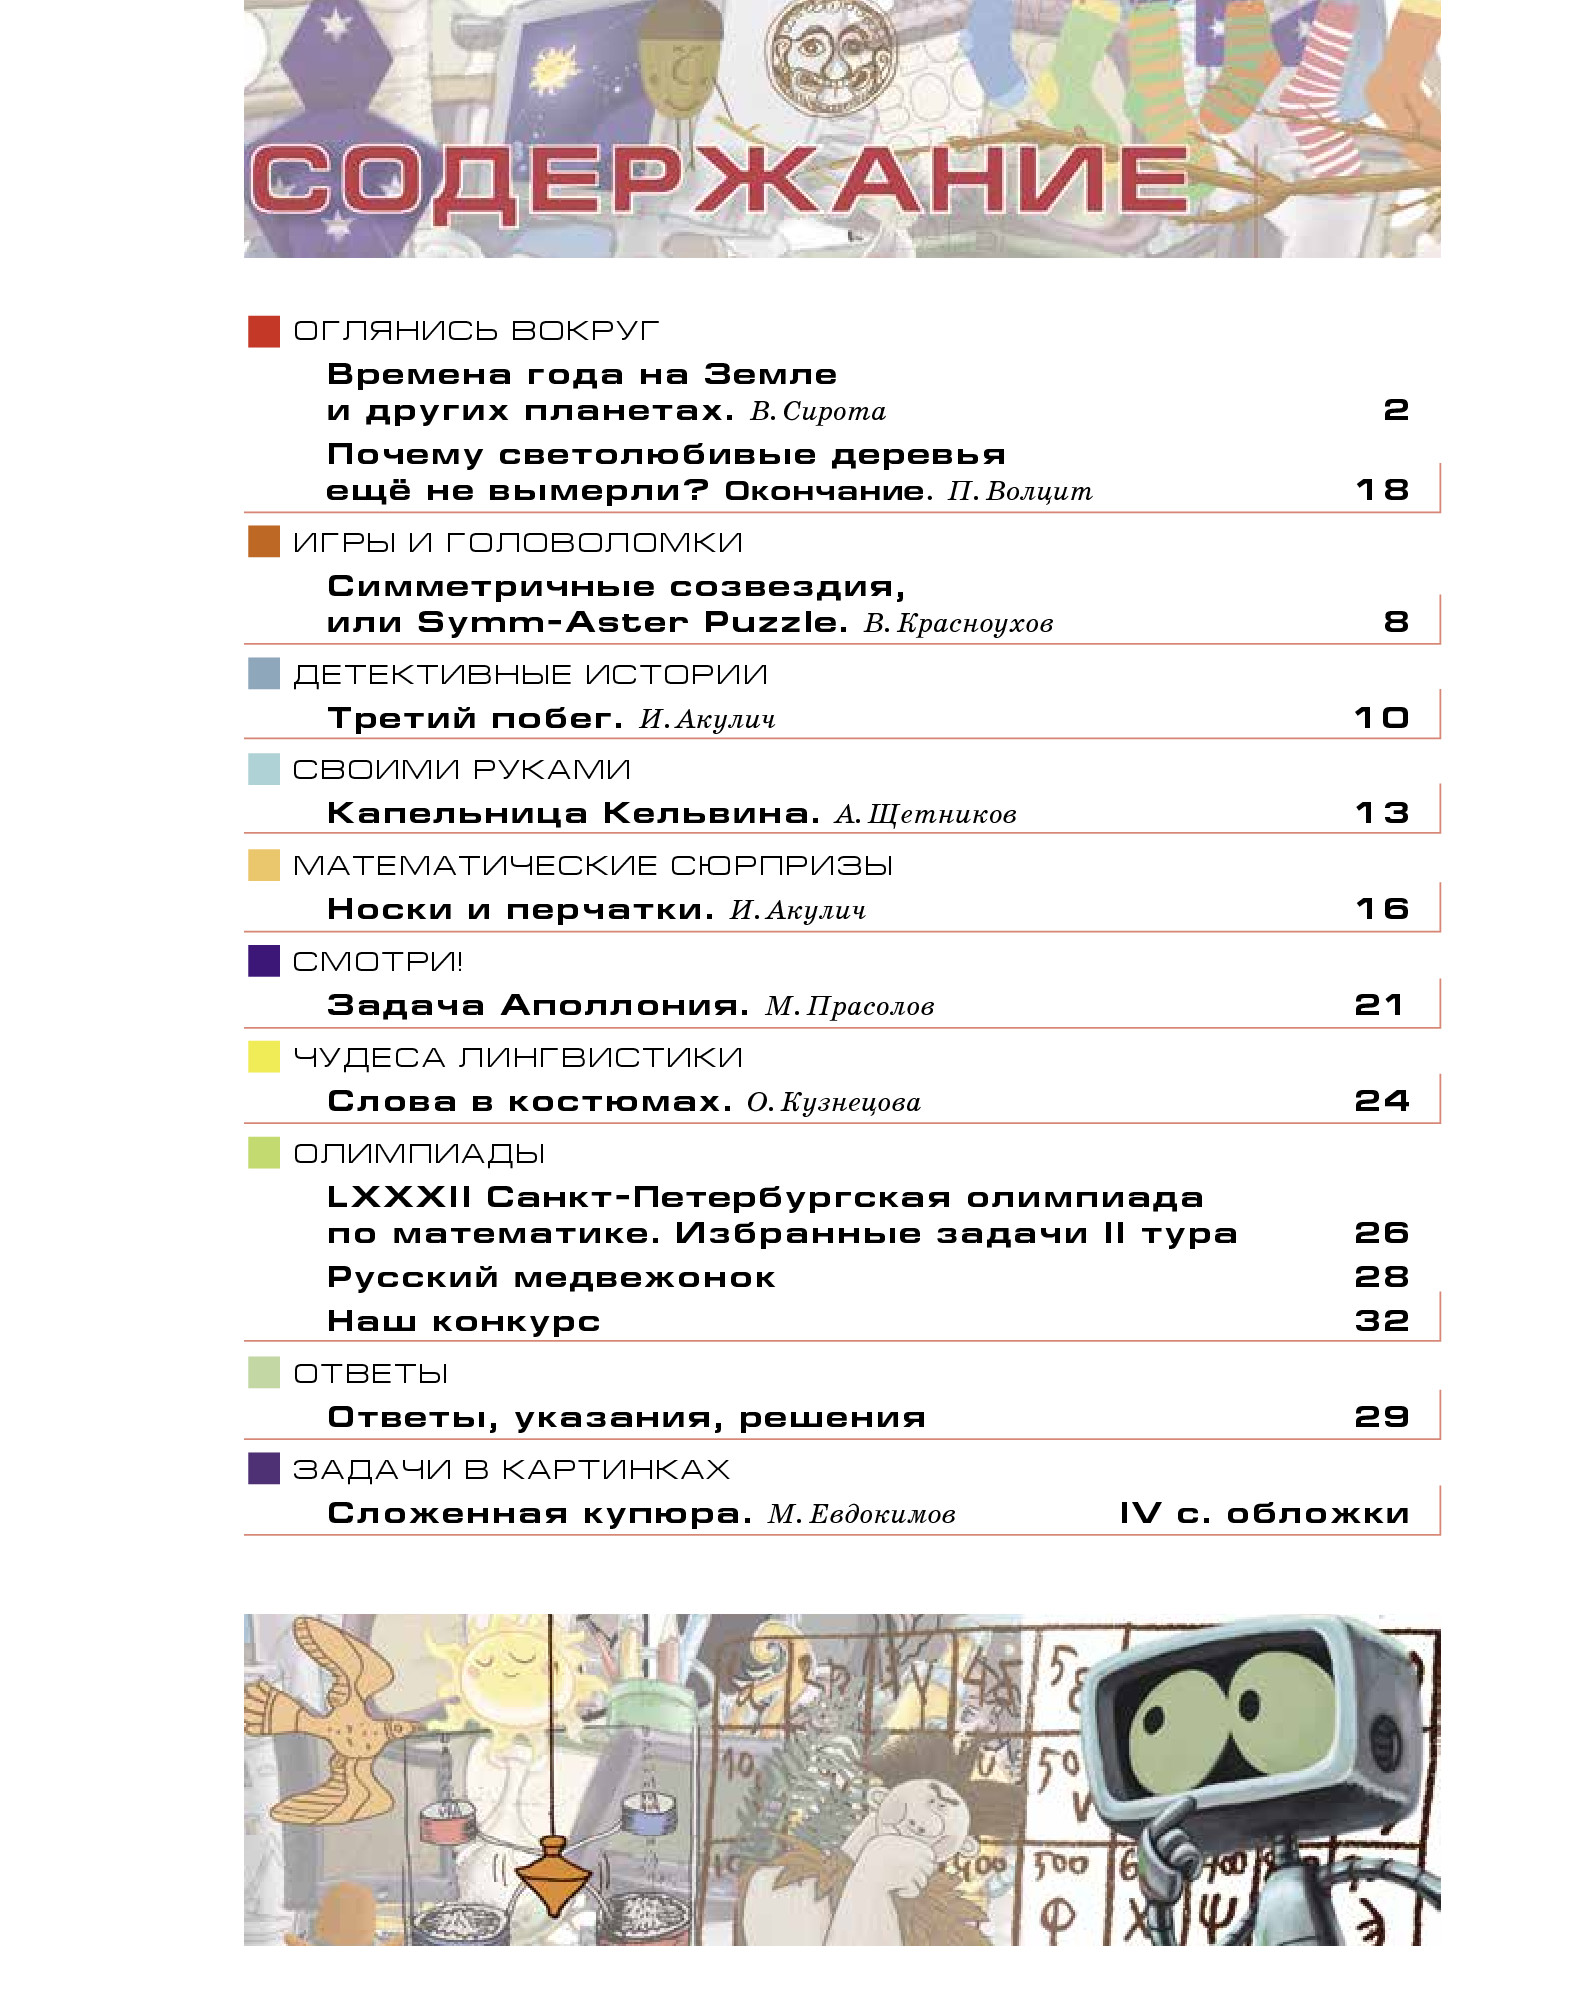 СОДЕРЖАНИЕ
ОГЛЯНИСЬ ВОКРУГ
Времена года на Земле
и других планетах. В. Сирота 2
Почему светолюбивые деревья
ещё не вымерли? Окончание. П. Волцит 18
ИГРЫ И ГОЛОВОЛОМКИ
Симметричные созвездия,
или Symm-Aster Puzzle. В. Красноухов 8
ДЕТЕКТИВНЫЕ ИСТОРИИ
Третий побег. И. Акулич 10
СВОИМИ РУКАМИ
Капельница Кельвина. А. Щетников 13
МАТЕМАТИЧЕСКИЕ СЮРПРИЗЫ
Носки и перчатки. И. Акулич 16
СМОТРИ!
Задача Аполлония. М. Прасолов 21
ЧУДЕСА ЛИНГВИСТИКИ
Слова в костюмах. О. Кузнецова 24
ОЛИМПИАДЫ
LXXXII Санкт-Петербургская олимпиада
по математике. Избранные задачи II тура 26
Русский медвежонок 28
Наш конкурс 32
ОТВЕТЫ
Ответы, указания, решения 29
ЗАДАЧИ В КАРТИНКАХ
Сложенная купюра. М. Евдокимов IV с. обложки
50
400 500
Ф Х Ψ Э